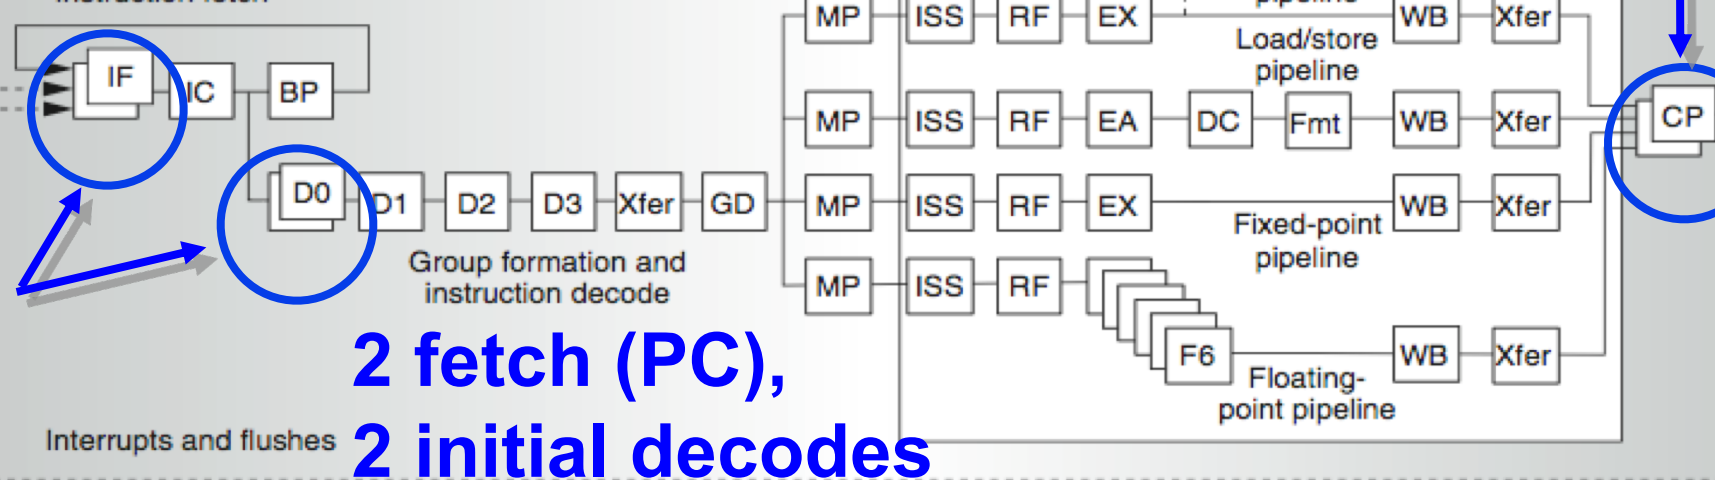 Instruction fetch
pipeline
MP ISS RF EX WB Xfer
Load/store
pipeline
IF IC BP
MP ISS RF EA DC Fmt WB Xfer
CP
D0 D1 D2 D3 Xfer GD MP ISS RF EX WB Xfer
Fixed-point
pipeline
Group formation and
instruction decode
MP ISS RF
F6 WB Xfer
Floating-
point pipeline
2 fetch (PC),
Interrupts and flushes
2 initial decodes